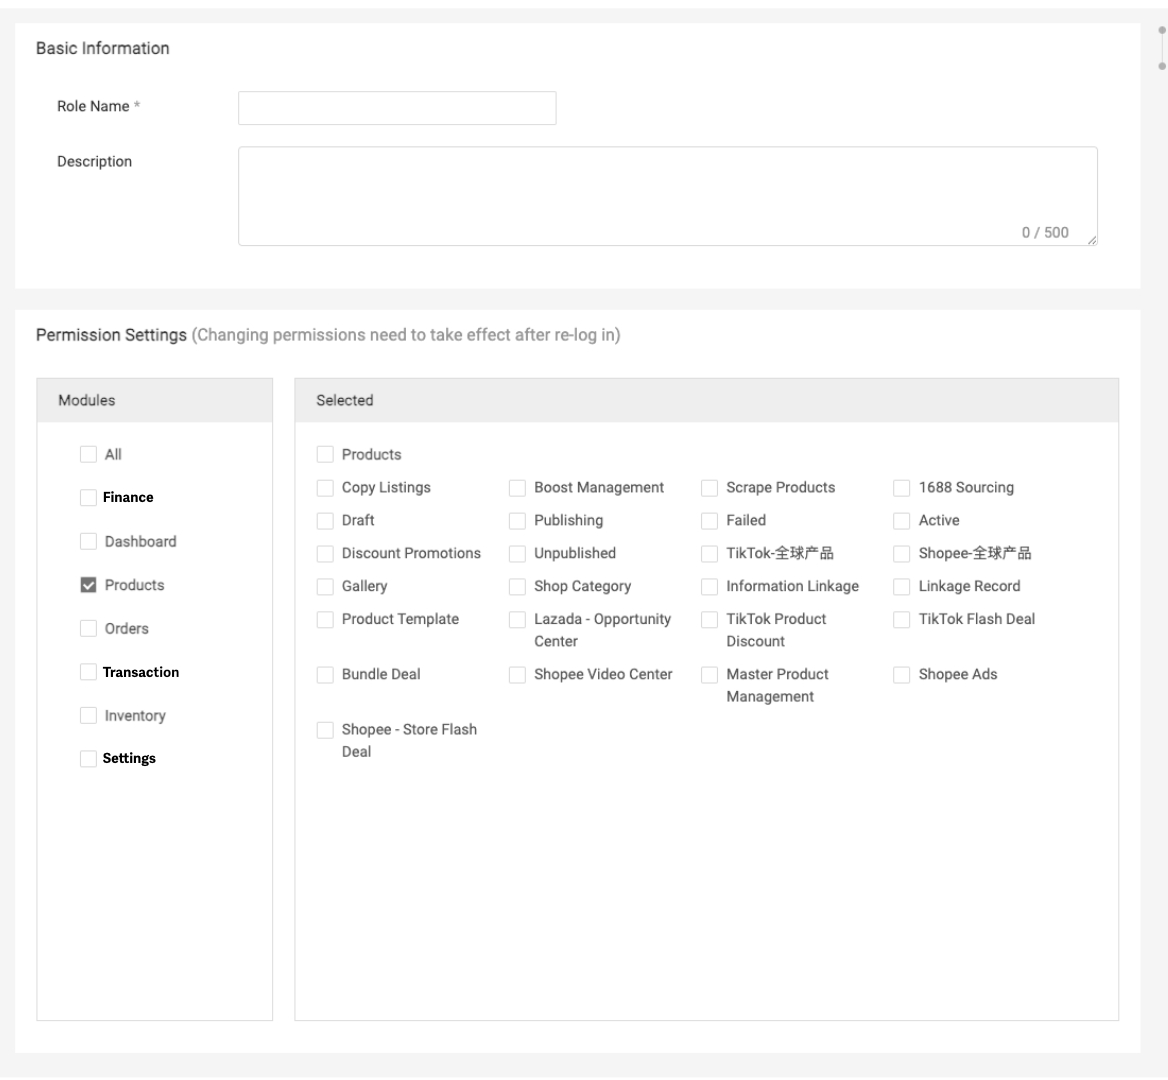 Basic Information
Role Name *
Description
0 / 500
Permission Settings (Changing permissions need to take effect after re-log in)
Modules
All
Finance
Dashboard
Products
Orders
Transaction
Inventory
Settings
Selected
Products
Copy Listings Boost Management Scrape Products 1688 Sourcing
Draft Publishing Failed Active
Discount Promotions Unpublished TikTok-全球产品 Shopee-全球产品
Gallery Shop Category Information Linkage Linkage Record
Product Template Lazada - Opportunity TikTok Product TikTok Flash Deal
Center Discount
Bundle Deal Shopee Video Center Master Product Shopee Ads
Management
Shopee - Store Flash
Deal